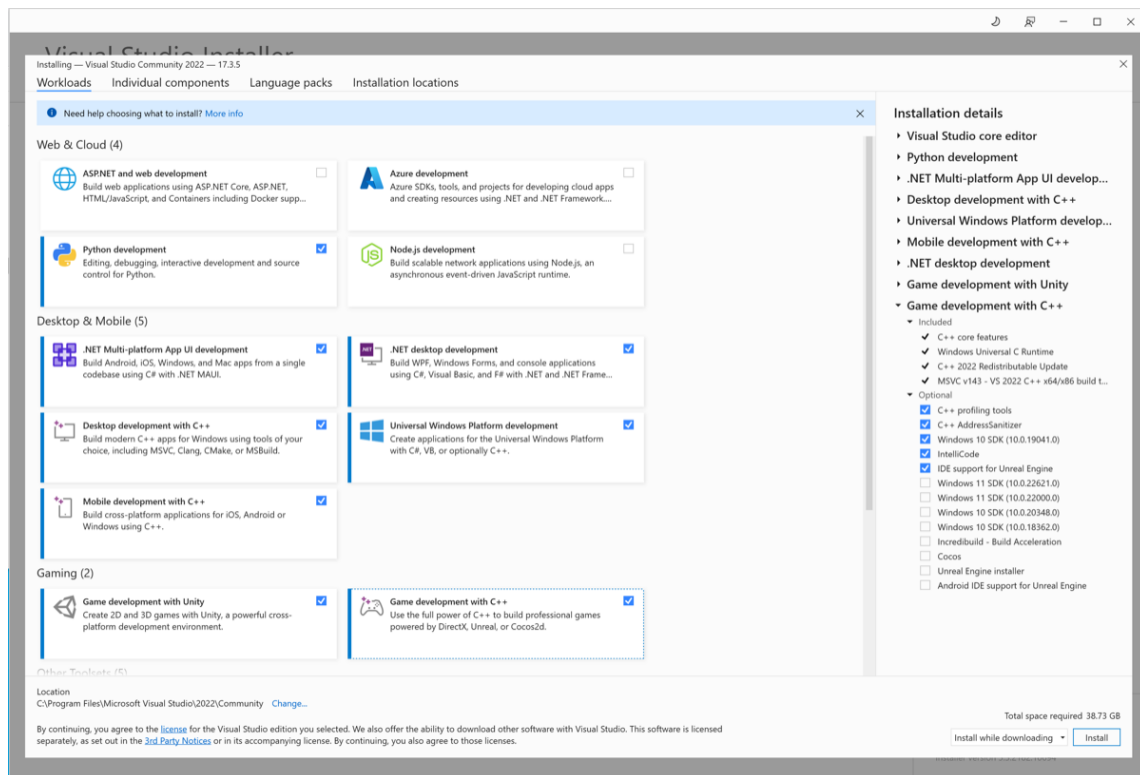 Visual Studio Installer
Installing — Visual Studio Community 2022 — 17.3.5
Workloads Individual components Language packs Installation locations
Need help choosing what to install? More info
Web & Cloud (4)
ASP.NET and web development
Build web applications using ASP.NET Core, ASP.NET,
HTML/JavaScript, and Containers including Docker supp...
Azure development
Azure SDKs, tools, and projects for developing cloud apps
and creating resources using .NET and .NET Framework....
Python development
Editing, debugging, interactive development and source
control for Python.
Node.js development
Build scalable network applications using Node.js, an
asynchronous event-driven JavaScript runtime.
Desktop & Mobile (5)
.NET Multi-platform App UI development
Build Android, iOS, Windows, and Mac apps from a single
codebase using C# with .NET MAUI.
.NET desktop development
Build WPF, Windows Forms, and console applications
using C#, Visual Basic, and F# with .NET and .NET Frame...
Desktop development with C++
Build modern C++ apps for Windows using tools of your
choice, including MSVC, Clang, CMake, or MSBuild.
Universal Windows Platform development
Create applications for the Universal Windows Platform
with C#, VB, or optionally C++.
Mobile development with C++
Build cross-platform applications for iOS, Android or
Windows using C++.
Gaming (2)
Game development with Unity
Create 2D and 3D games with Unity, a powerful cross-
platform development environment.
Game development with C++
Use the full power of C++ to build professional games
powered by DirectX, Unreal, or Cocos2d.
Other Toolsets (5)
Installation details
Visual Studio core editor
Python development
.NET Multi-platform App UI develop...
Desktop development with C++
Universal Windows Platform develop...
Mobile development with C++
.NET desktop development
Game development with Unity
Game development with C++
Included
C++ core features
Windows Universal C Runtime
C++ 2022 Redistributable Update
MSVC v143 - VS 2022 C++ x64/x86 build t...
Optional
C++ profiling tools
C++ AddressSanitizer
Windows 10 SDK (10.0.19041.0)
IntelliCode
IDE support for Unreal Engine
Windows 11 SDK (10.0.22621.0)
Windows 11 SDK (10.0.22000.0)
Windows 10 SDK (10.0.20348.0)
Windows 10 SDK (10.0.18362.0)
Incredibuild - Build Acceleration
Cocos
Unreal Engine installer
Android IDE support for Unreal Engine
Location
C:\Program Files\Microsoft Visual Studio\2022\Community Change...
By continuing, you agree to the license for the Visual Studio edition you selected. We also offer the ability to download other software with Visual Studio. This software is licensed
separately, as set out in the 3rd Party Notices or in its accompanying license. By continuing, you also agree to those licenses.
Total space required 38.73 GB
Install while downloading Install